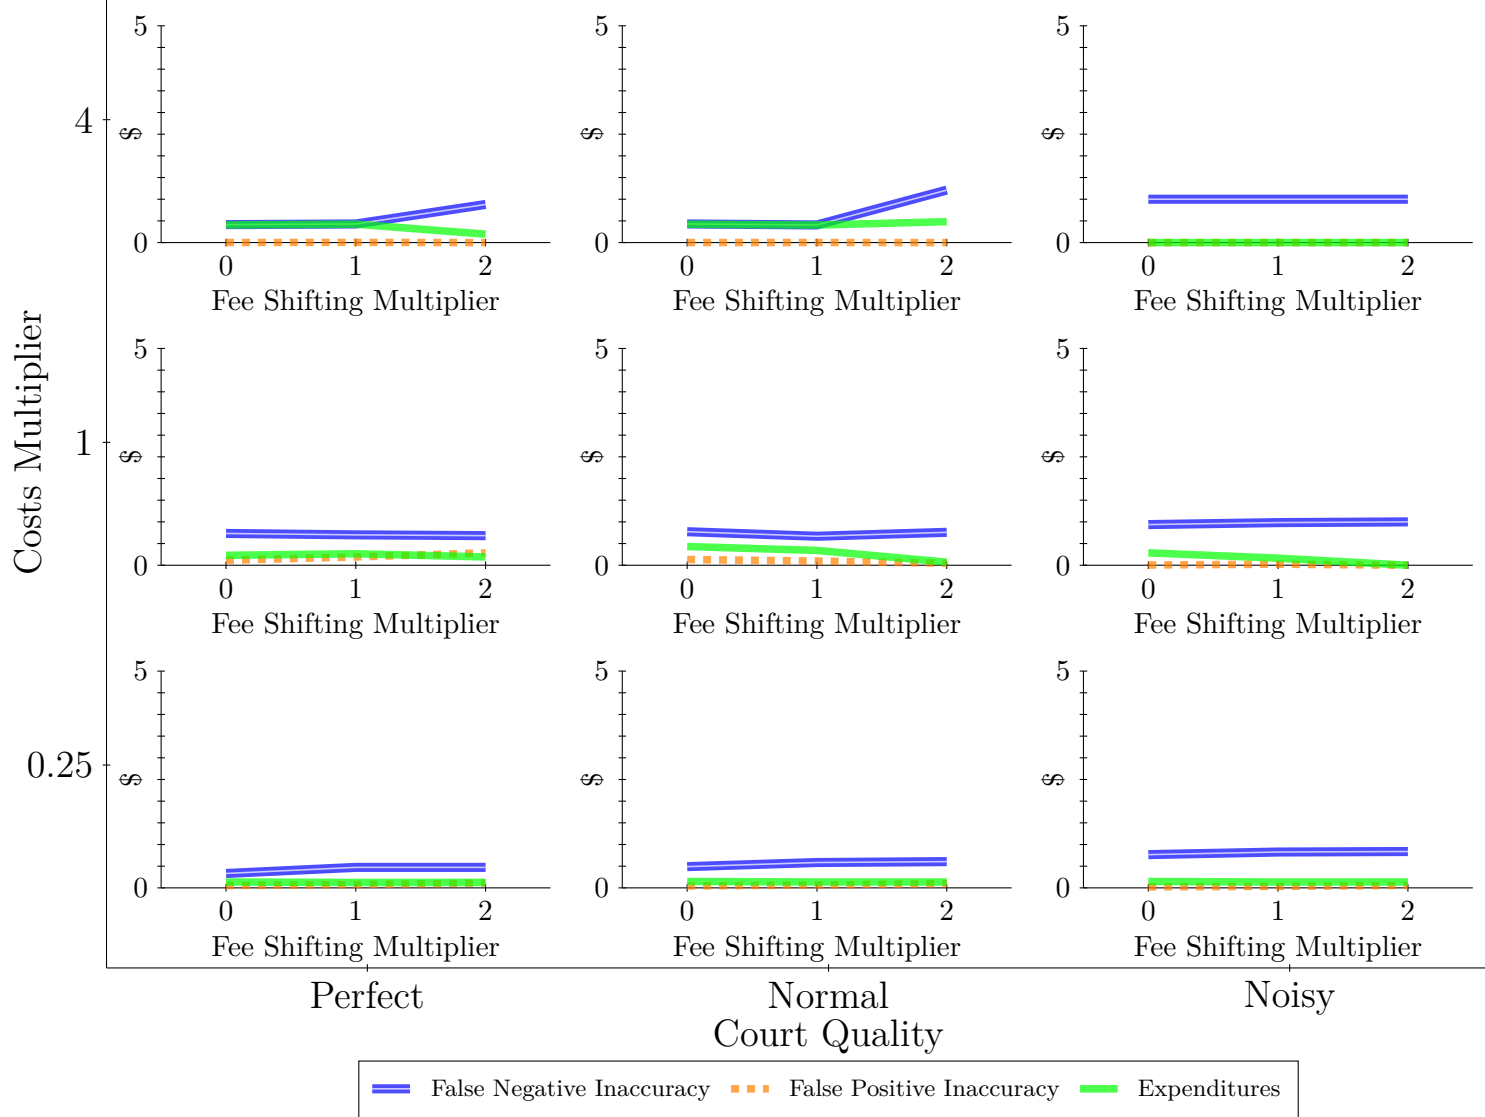 5
5
5
4
$
$
$
0
0
0
0 1 2
0 1 2
0 1 2
Fee Shifting Multiplier
Fee Shifting Multiplier
Fee Shifting Multiplier
Costs Multiplier
5
5
5
1
$
$
$
0
0
0
0 1 2
0 1 2
0 1 2
Fee Shifting Multiplier
Fee Shifting Multiplier
Fee Shifting Multiplier
5
5
5
0.25
$
$
$
0
0
0
0 1 2
0 1 2
0 1 2
Fee Shifting Multiplier
Fee Shifting Multiplier
Fee Shifting Multiplier
Perfect
Normal
Noisy
Court Quality
False Negative Inaccuracy
False Positive Inaccuracy
Expenditures